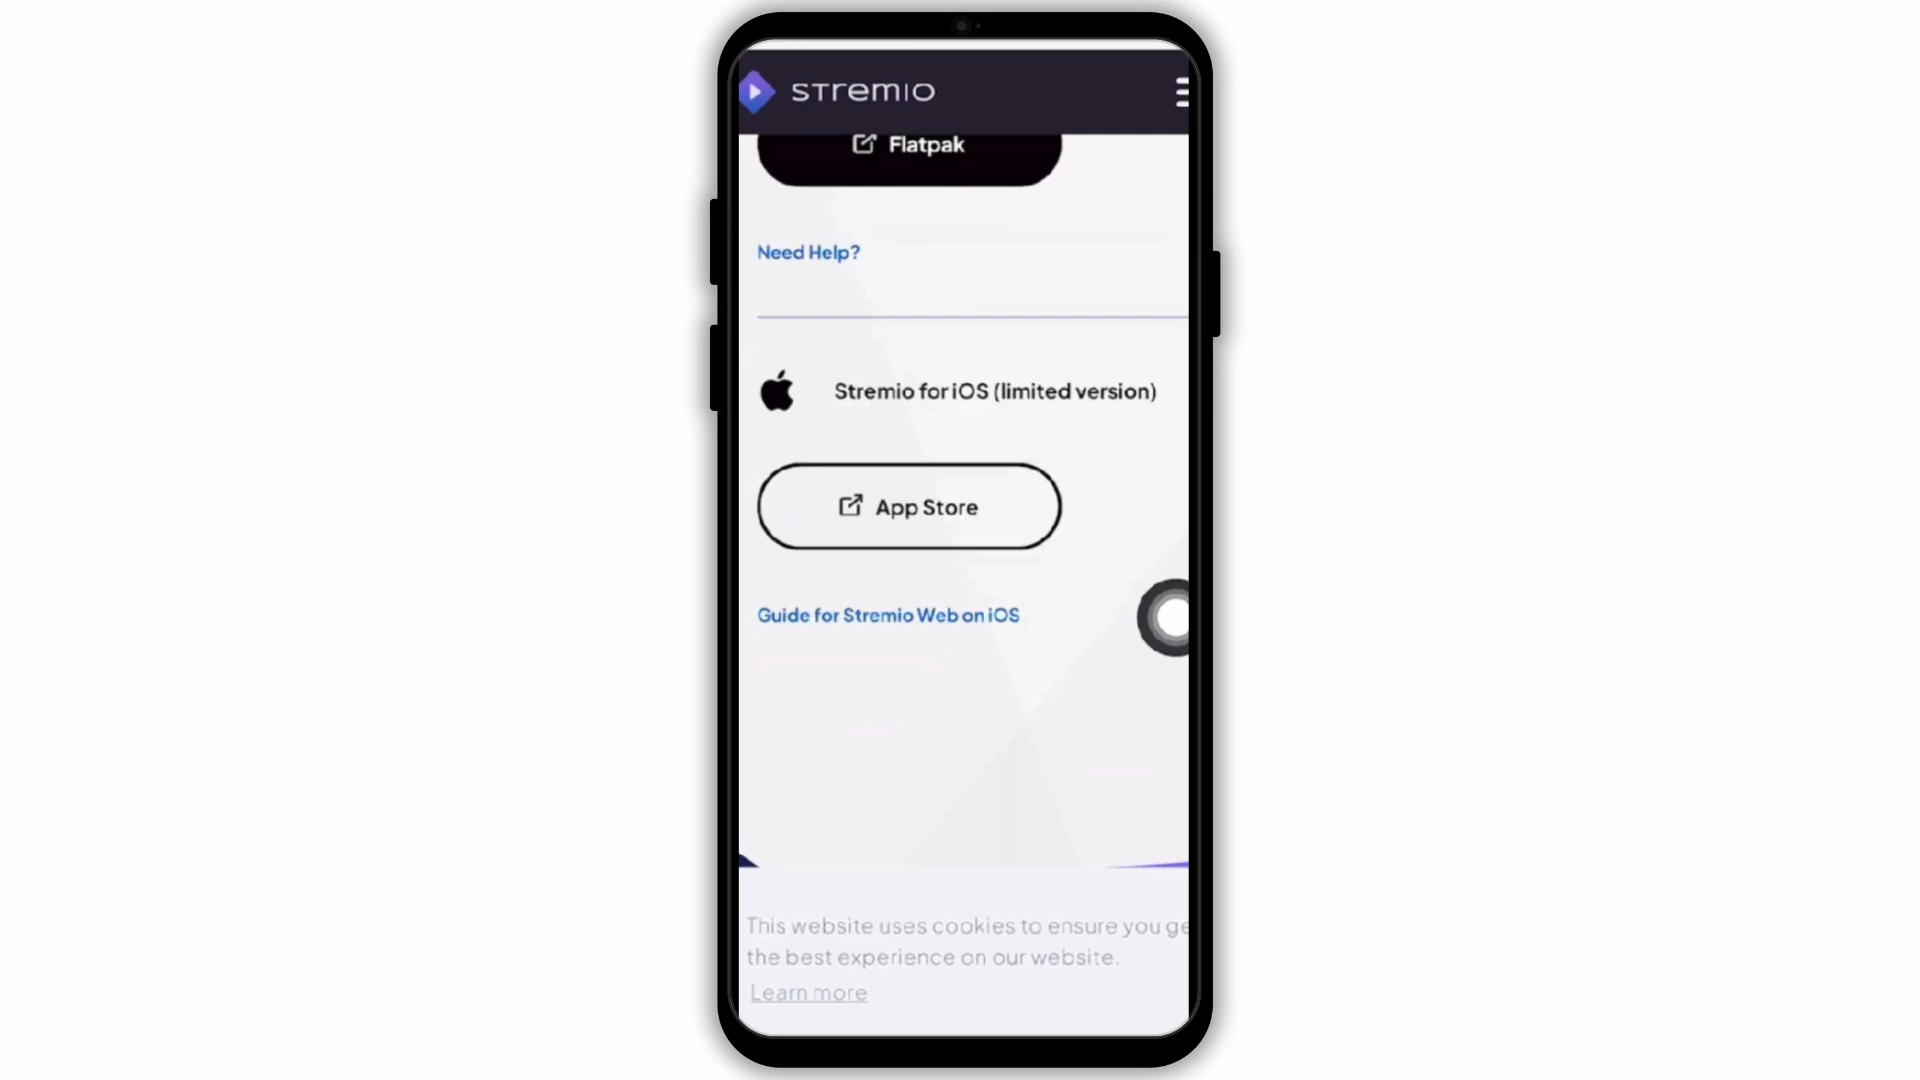 stremio
Flatpak
Need Help?
Stremio for iOS (limited version)
App Store
Guide for Stremio Web on iOS
This website uses cookies to ensure you ge
the best experience on our website.
Learn more